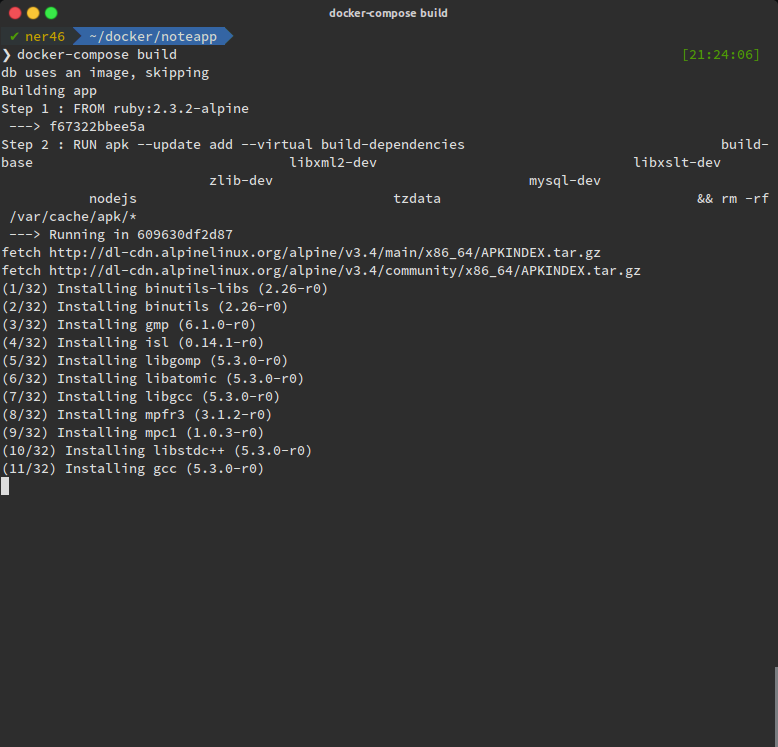 docker-compose build
✔ ner46 ~/docker/noteapp
❯ docker-compose build [21:24:06]
db uses an image, skipping
Building app
Step 1 : FROM ruby:2.3.2-alpine
 ---> f67322bbee5a
Step 2 : RUN apk --update add --virtual build-dependencies build-
base libxml2-dev libxslt-dev
zlib-dev mysql-dev
nodejs tzdata && rm -rf
 /var/cache/apk/*
 ---> Running in 609630df2d87
fetch http://dl-cdn.alpinelinux.org/alpine/v3.4/main/x86_64/APKINDEX.tar.gz
fetch http://dl-cdn.alpinelinux.org/alpine/v3.4/community/x86_64/APKINDEX.tar.gz
(1/32) Installing binutils-libs (2.26-r0)
(2/32) Installing binutils (2.26-r0)
(3/32) Installing gmp (6.1.0-r0)
(4/32) Installing isl (0.14.1-r0)
(5/32) Installing libgomp (5.3.0-r0)
(6/32) Installing libatomic (5.3.0-r0)
(7/32) Installing libgcc (5.3.0-r0)
(8/32) Installing mpfr3 (3.1.2-r0)
(9/32) Installing mpc1 (1.0.3-r0)
(10/32) Installing libstdc++ (5.3.0-r0)
(11/32) Installing gcc (5.3.0-r0)